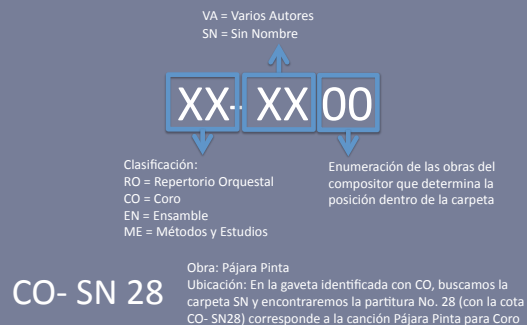 VA = Varios Autores
SN = Sin Nombre
XX- XX 00
Clasificación:
RO = Repertorio Orquestal
CO = Coro
EN = Ensamble
ME = Métodos y Estudios
Enumeración de las obras del
compositor que determina la
posición dentro de la carpeta
CO- SN 28
Obra: Pájara Pinta
Ubicación: En la gaveta identificada con CO, buscamos la
carpeta SN y encontraremos la partitura No. 28 (con la cota
CO- SN28) corresponde a la canción Pájara Pinta para Coro